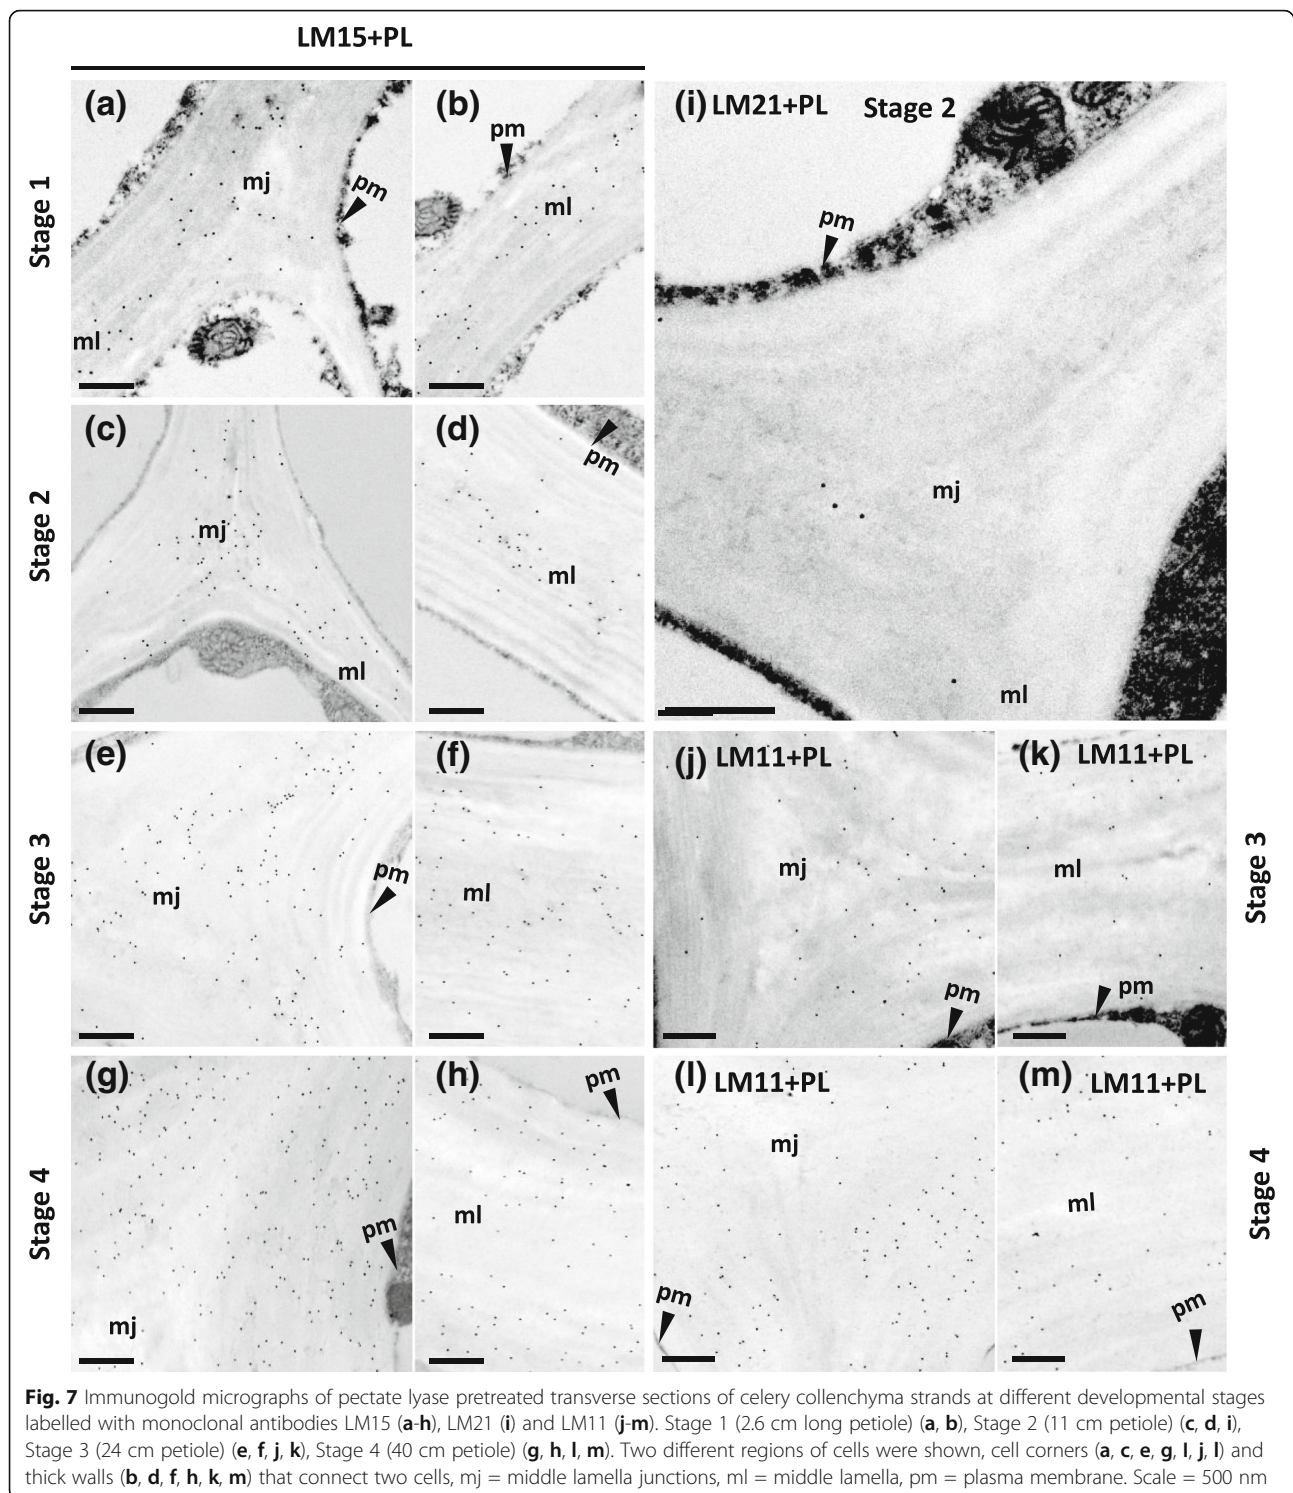 LM15+PL
Stage 1
(a)
mj
pm
ml
(b)
pm
ml
(i) LM21+PL Stage 2
pm
mj
ml
Stage 2
(c)
mj
ml
(d)
pm
ml
Stage 3
(e)
mj
pm
(f)
ml
(j) LM11+PL
mj
pm
(k) LM11+PL
ml
pm
Stage 3
Stage 4
(g)
pm
mj
(h)
pm
ml
(l) LM11+PL
mj
pm
(m) LM11+PL
ml
pm
Stage 4
Fig. 7 Immunogold micrographs of pectate lyase pretreated transverse sections of celery collenchyma strands at different developmental stages
labelled with monoclonal antibodies LM15 (a-h), LM21 (i) and LM11 (j-m). Stage 1 (2.6 cm long petiole) (a, b), Stage 2 (11 cm petiole) (c, d, i),
Stage 3 (24 cm petiole) (e, f, j, k), Stage 4 (40 cm petiole) (g, h, l, m). Two different regions of cells were shown, cell corners (a, c, e, g, I, j, l) and
thick walls (b, d, f, h, k, m) that connect two cells, mj = middle lamella junctions, ml = middle lamella, pm = plasma membrane. Scale = 500 nm